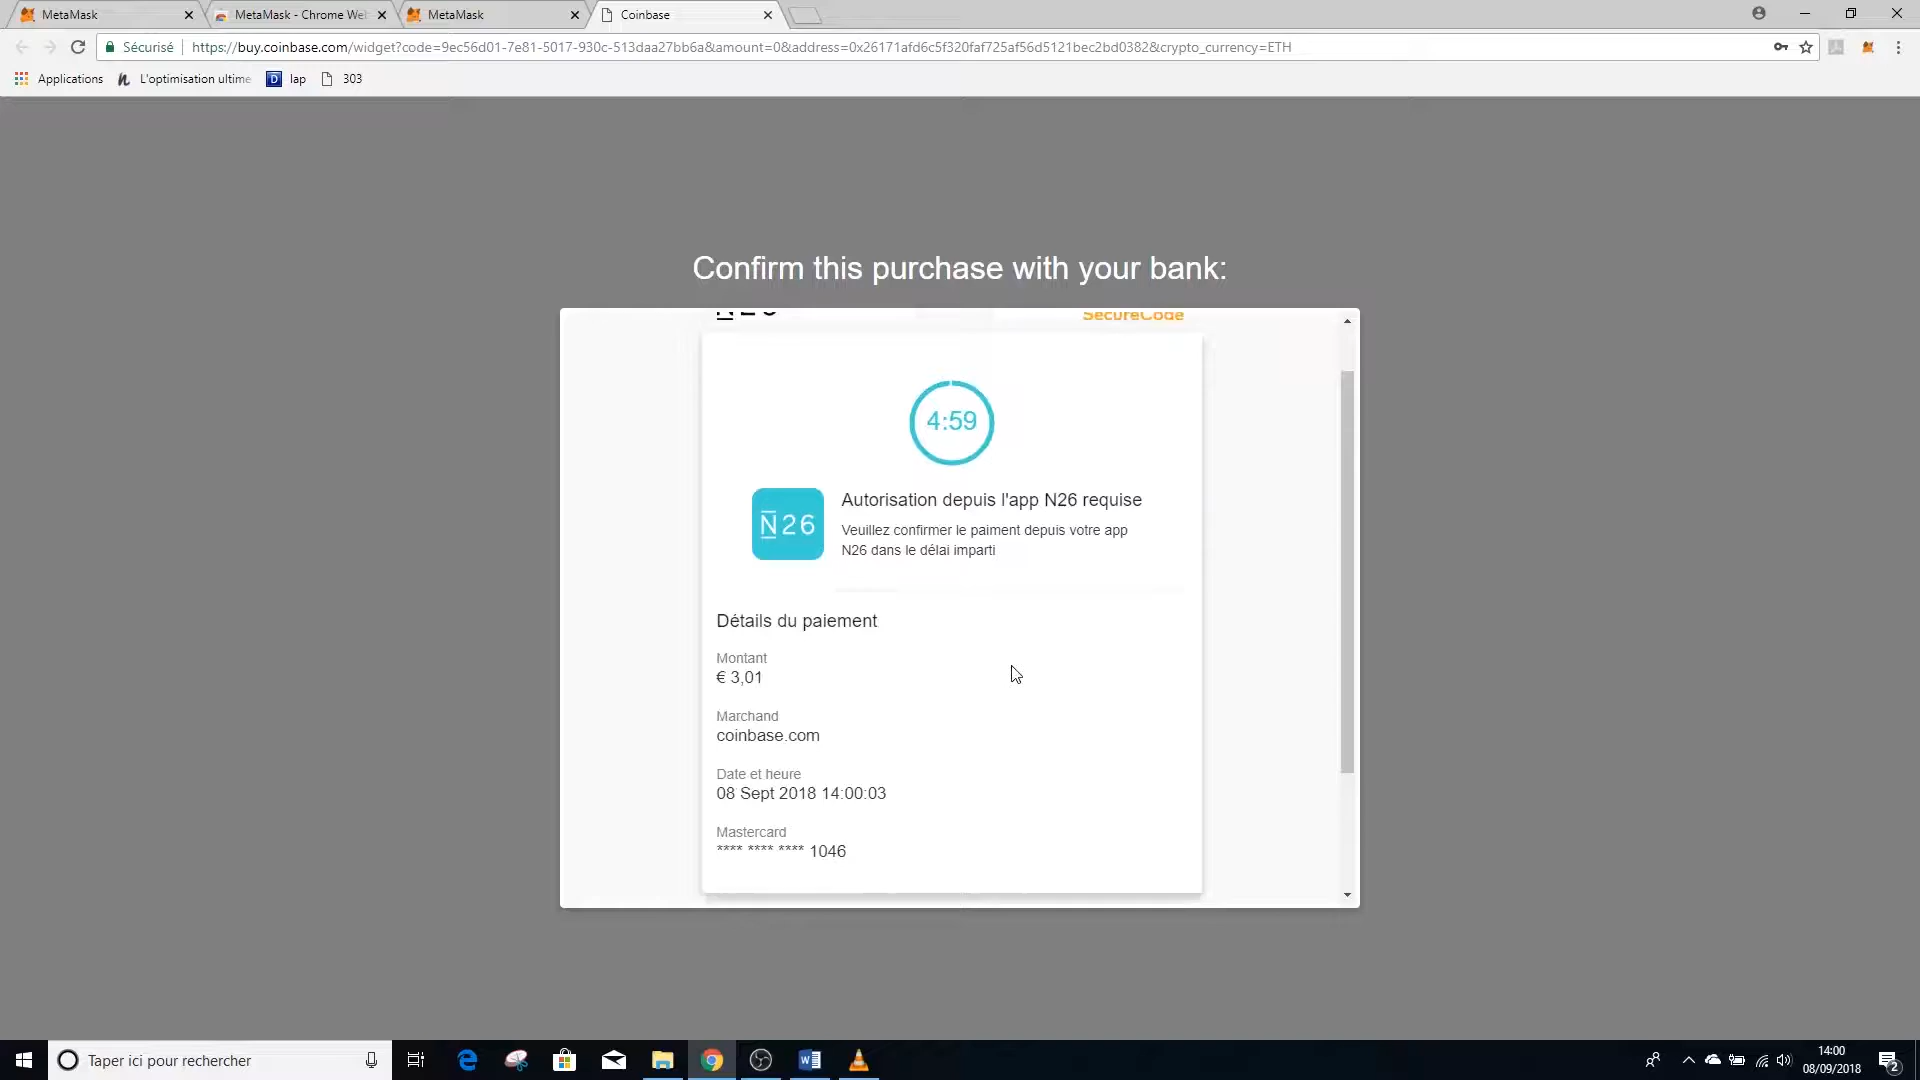 MetaMask
MetaMask - Chrome We
MetaMask
Coinbase
Sécurisé
https://buy.coinbase.com/widget?code=9ec56d01-7e81-5017-930c-513daa27bb6a&amount=0&address=0x26171afd6c5f320faf725af56d5121bec2bd0382&crypto_currency=ETH
Applications
L'optimisation ultime
D
lap
303
Confirm this purchase with your bank:
N26
SecureCode
4:59
N26
Autorisation depuis l'app N26 requise
Veuillez confirmer le paiment depuis votre app
N26 dans le délai imparti
Détails du paiement
Montant
€ 3,01
Marchand
coinbase.com
Date et heure
08 Sept 2018 14:00:03
Mastercard
**** **** **** 1046
Taper ici pour rechercher
14:00
08/09/2018
2